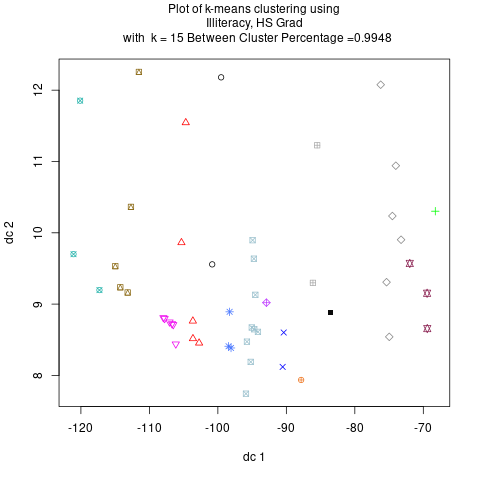 Plot of k-means clustering using
Illiteracy, HS Grad
with  k = 15 Between Cluster Percentage =0.9948
12
11
10
9
8
dc 2
-120
-110
-100
-90
-80
-70
dc 1